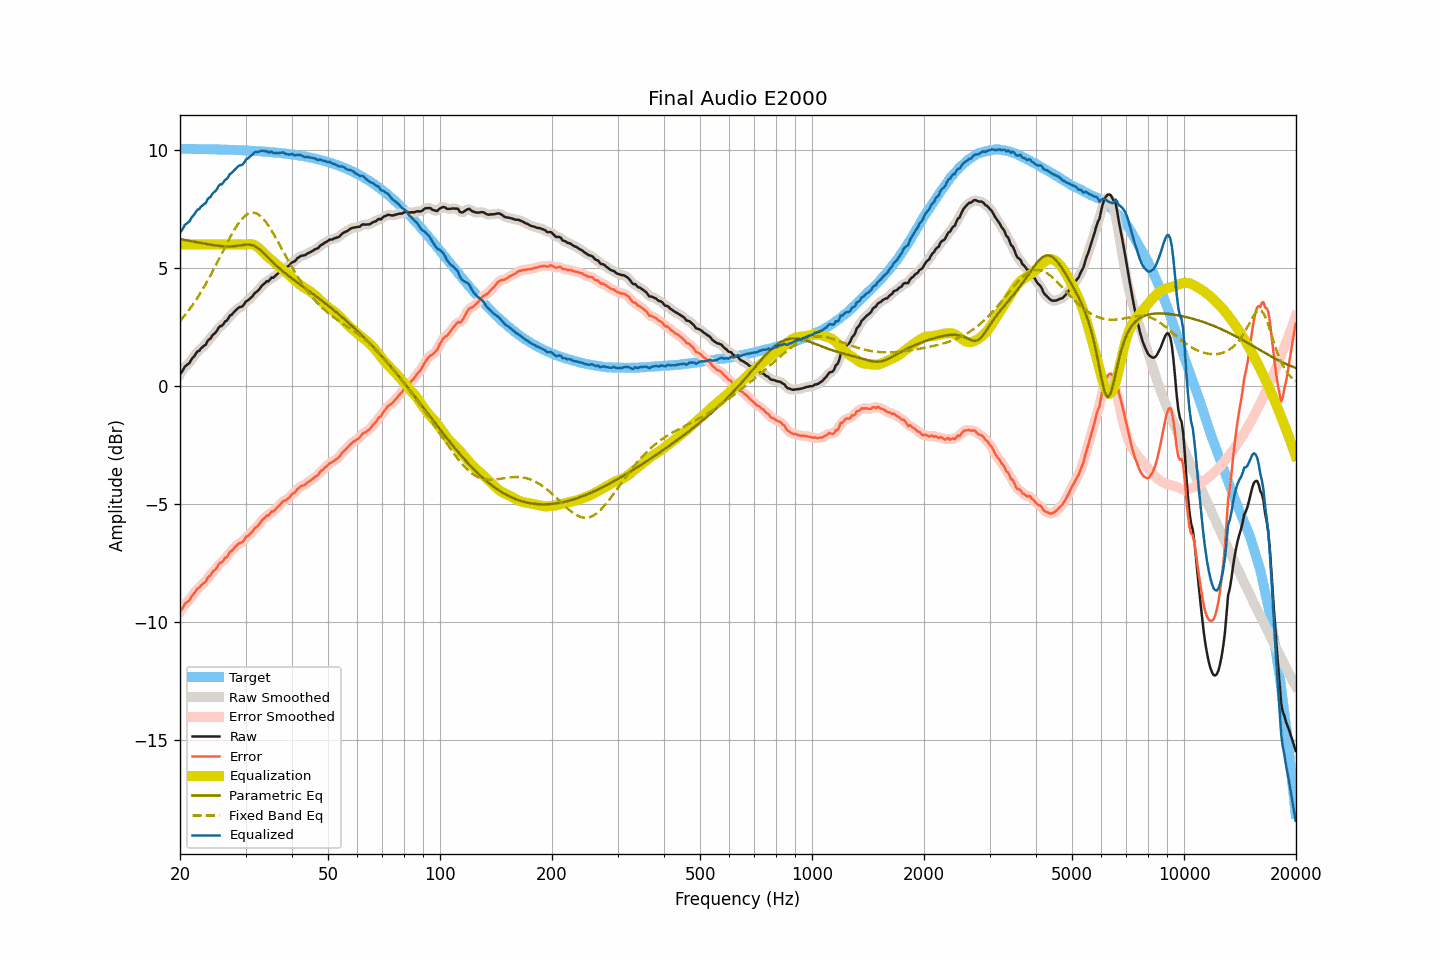 Final Audio E2000
Amplitude (dBr)
10
5
0
−5
−10
−15
Target
Raw Smoothed
Error Smoothed
Raw
Error
Equalization
Parametric Eq
Fixed Band Eq
Equalized
20 50 100 200 500 1000 2000 5000 10000 20000
Frequency (Hz)